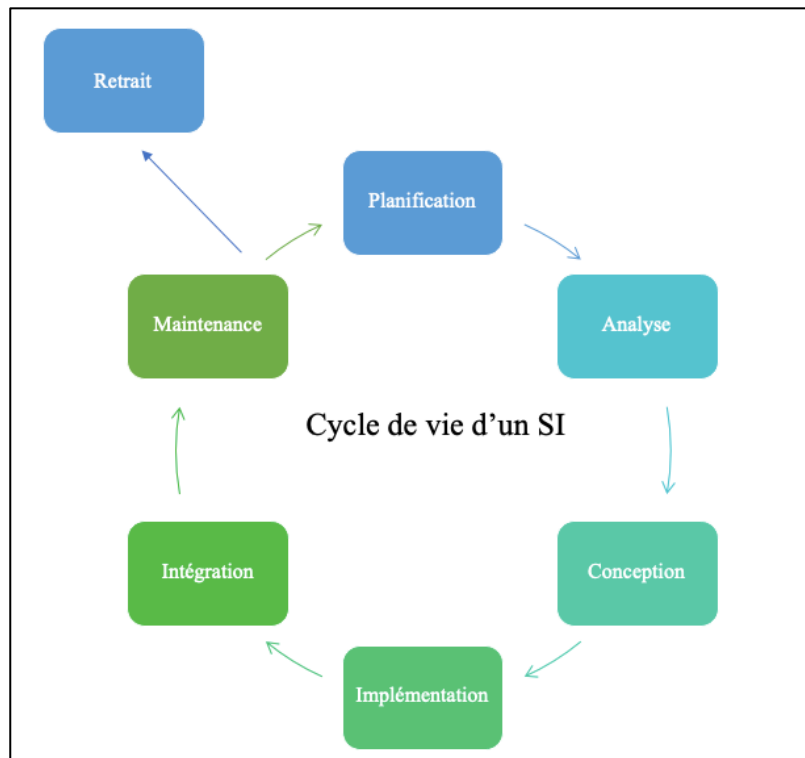 Retrait
Planification
Maintenance
Analyse
Cycle de vie d’un SI
Intégration
Conception
Implémentation